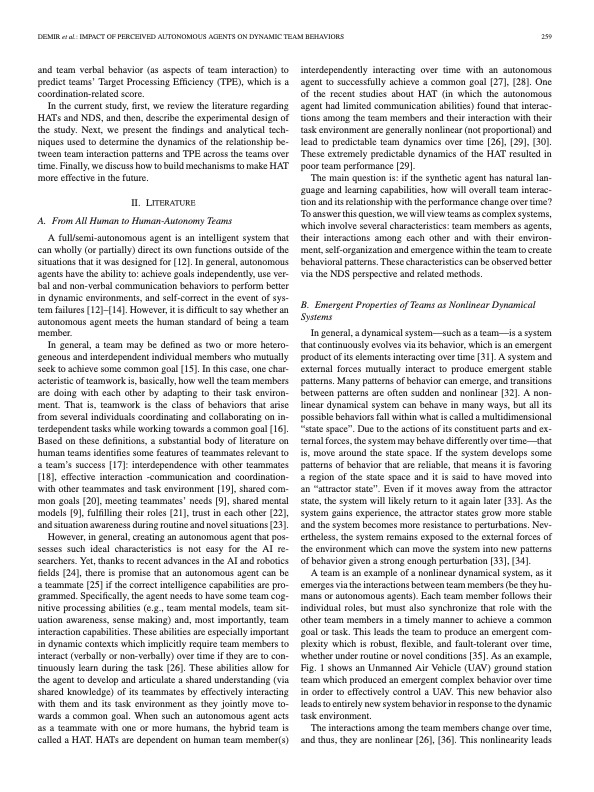 DEMIR et al.: IMPACT OF PERCEIVED AUTONOMOUS AGENTS ON DYNAMIC TEAM BEHAVIORS
259
and team verbal behavior (as aspects of team interaction) to
predict teams' Target Processing Efficiency (TPE), which is a
coordination-related score.
In the current study, first, we review the literature regarding
HATs and NDS, and then, describe the experimental design of
the study. Next, we present the findings and analytical tech-
niques used to determine the dynamics of the relationship be-
tween team interaction patterns and TPE across the teams over
time. Finally, we discuss how to build mechanisms to make HAT
more effective in the future.
II. LITERATURE
A. From All Human to Human-Autonomy Teams
A full/semi-autonomous agent is an intelligent system that
can wholly (or partially) direct its own functions outside of the
situations that it was designed for [12]. In general, autonomous
agents have the ability to: achieve goals independently, use ver-
bal and non-verbal communication behaviors to perform better
in dynamic environments, and self-correct in the event of sys-
tem failures [12]–[14]. However, it is difficult to say whether an
autonomous agent meets the human standard of being a team
member.
In general, a team may be defined as two or more hetero-
geneous and interdependent individual members who mutually
seek to achieve some common goal [15]. In this case, one char-
acteristic of teamwork is, basically, how well the team members
are doing with each other by adapting to their task environ-
ment. That is, teamwork is the class of behaviors that arise
from several individuals coordinating and collaborating on in-
terdependent tasks while working towards a common goal [16].
Based on these definitions, a substantial body of literature on
human teams identifies some features of teammates relevant to
a team's success [17]: interdependence with other teammates
[18], effective interaction -communication and coordination-
with other teammates and task environment [19], shared com-
mon goals [20], meeting teammates' needs [9], shared mental
models [9], fulfilling their roles [21], trust in each other [22],
and situation awareness during routine and novel situations [23].
However, in general, creating an autonomous agent that pos-
sesses such ideal characteristics is not easy for the AI re-
searchers. Yet, thanks to recent advances in the AI and robotics
fields [24], there is promise that an autonomous agent can be
a teammate [25] if the correct intelligence capabilities are pro-
grammed. Specifically, the agent needs to have some team cog-
nitive processing abilities (e.g., team mental models, team sit-
uation awareness, sense making) and, most importantly, team
interaction capabilities. These abilities are especially important
in dynamic contexts which implicitly require team members to
interact (verbally or non-verbally) over time if they are to con-
tinuously learn during the task [26]. These abilities allow for
the agent to develop and articulate a shared understanding (via
shared knowledge) of its teammates by effectively interacting
with them and its task environment as they jointly move to-
wards a common goal. When such an autonomous agent acts
as a teammate with one or more humans, the hybrid team is
called a HAT. HATs are dependent on human team member(s)
interdependently interacting over time with an autonomous
agent to successfully achieve a common goal [27], [28]. One
of the recent studies about HAT (in which the autonomous
agent had limited communication abilities) found that interac-
tions among the team members and their interaction with their
task environment are generally nonlinear (not proportional) and
lead to predictable team dynamics over time [26], [29], [30].
These extremely predictable dynamics of the HAT resulted in
poor team performance [29].
The main question is: if the synthetic agent has natural lan-
guage and learning capabilities, how will overall team interac-
tion and its relationship with the performance change over time?
To answer this question, we will view teams as complex systems,
which involve several characteristics: team members as agents,
their interactions among each other and with their environ-
ment, self-organization and emergence within the team to create
behavioral patterns. These characteristics can be observed better
via the NDS perspective and related methods.
B. Emergent Properties of Teams as Nonlinear Dynamical
Systems
In general, a dynamical system—such as a team—is a system
that continuously evolves via its behavior, which is an emergent
product of its elements interacting over time [31]. A system and
external forces mutually interact to produce emergent stable
patterns. Many patterns of behavior can emerge, and transitions
between patterns are often sudden and nonlinear [32]. A non-
linear dynamical system can behave in many ways, but all its
possible behaviors fall within what is called a multidimensional
"state space". Due to the actions of its constituent parts and ex-
ternal forces, the system may behave differently over time—that
is, move around the state space. If the system develops some
patterns of behavior that are reliable, that means it is favoring
a region of the state space and it is said to have moved into
an "attractor state". Even if it moves away from the attractor
state, the system will likely return to it again later [33]. As the
system gains experience, the attractor states grow more stable
and the system becomes more resistance to perturbations. Nev-
ertheless, the system remains exposed to the external forces of
the environment which can move the system into new patterns
of behavior given a strong enough perturbation [33], [34].
A team is an example of a nonlinear dynamical system, as it
emerges via the interactions between team members (be they hu-
mans or autonomous agents). Each team member follows their
individual roles, but must also synchronize that role with the
other team members in a timely manner to achieve a common
goal or task. This leads the team to produce an emergent com-
plexity which is robust, flexible, and fault-tolerant over time,
whether under routine or novel conditions [35]. As an example,
Fig. 1 shows an Unmanned Air Vehicle (UAV) ground station
team which produced an emergent complex behavior over time
in order to effectively control a UAV. This new behavior also
leads to entirely new system behavior in response to the dynamic
task environment.
The interactions among the team members change over time,
and thus, they are nonlinear [26], [36]. This nonlinearity leads